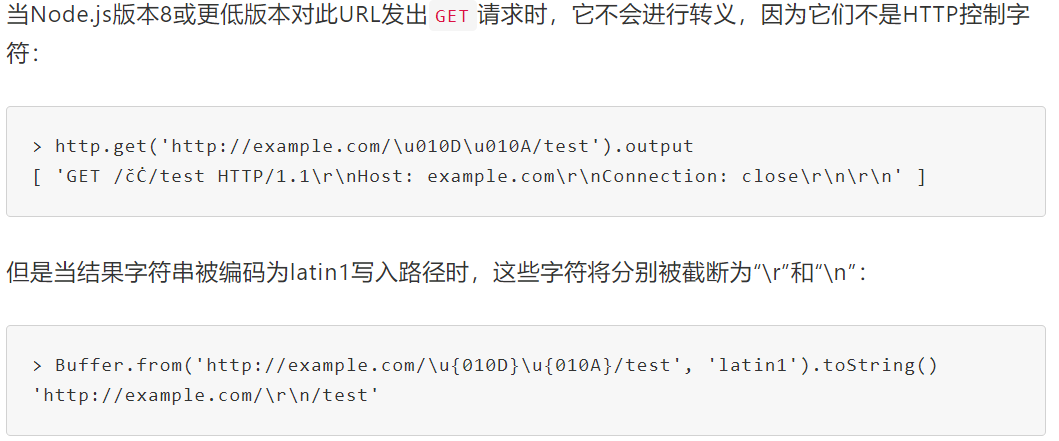 当Node.js版本8或更低版本对此URL发出GET请求时，它不会进行转义，因为它们不是HTTP控制字
符：
> http.get('http://example.com/\u010D\u010A/test').output
[ 'GET /čĊ/test HTTP/1.1\r\nHost: example.com\r\nConnection: close\r\n\r\n' ]
但是当结果字符串被编码为latin1写入路径时，这些字符将分别被截断为“\r”和“\n”：
> Buffer.from('http://example.com/\u{010D}\u{010A}/test', 'latin1').toString()
'http://example.com/\r\n/test'